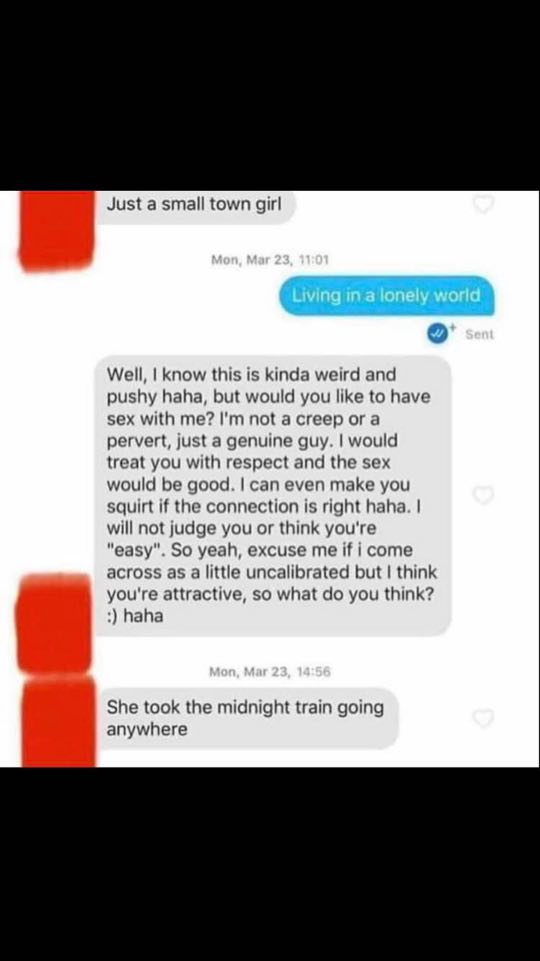 Just a small town girl
Mon, Mar 23, 11:01
Living in a lonely world
Sent
Well, I know this is kinda weird and
pushy haha, but would you like to have
sex with me? I'm not a creep or a
pervert, just a genuine guy. I would
treat you with respect and the sex
would be good. I can even make you
squirt if the connection is right haha. I
will not judge you or think you're
"easy". So yeah, excuse me if i come
across as a little uncalibrated but I think
you're attractive, so what do you think?
:) haha
Mon, Mar 23, 14:56
She took the midnight train going
anywhere